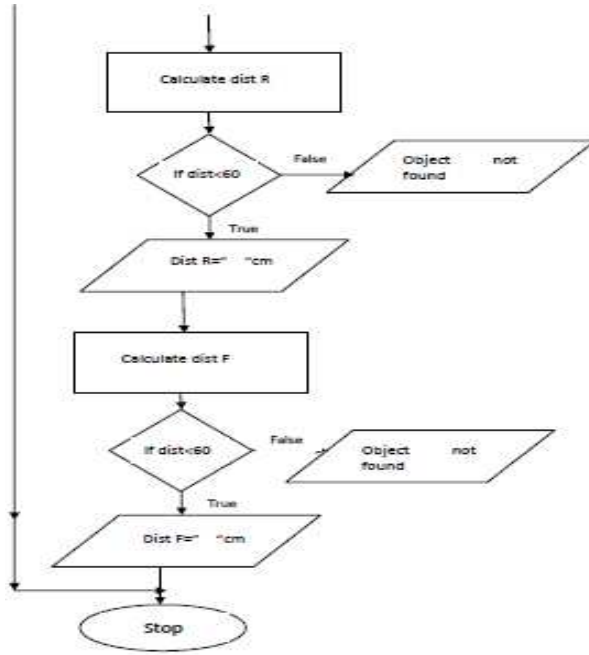 Calculate dist R
If dist<60
False
Object not
found
True
Dist R=" "cm
Calculate dist F
If dist<60
False
Object not
found
True
Dist F=" "cm
Stop